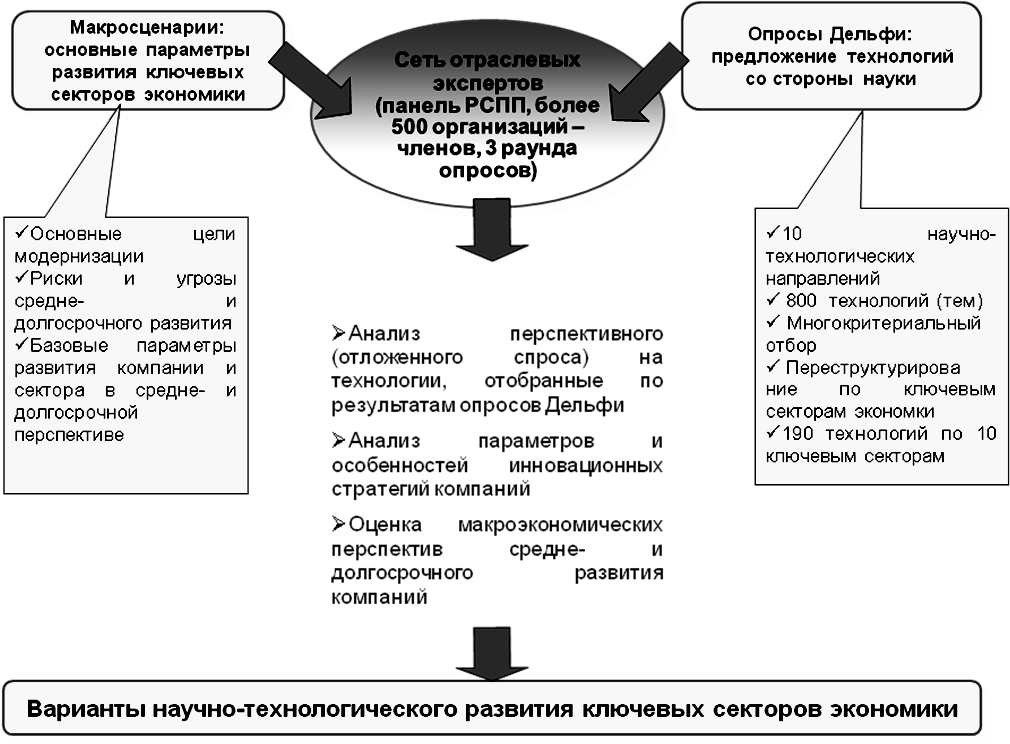 Макросценарии:
основные параметры
развития ключевых
секторов экономики
Сеть отраслевых
экспертов
(панель РСПП, более
500 организаций –
членов, 3 раунда
опросов)
Опросы Дельфи:
предложение технологий
со стороны науки
✓Основные цели
модернизации
✓Риски и угрозы
средне- и
долгосрочного развития
✓Базовые параметры
развития компании и
сектора в средне- и
долгосрочной
перспективе
➢Анализ перспективного
(отложенного спроса) на
технологии, отобранные по
результатам опросов Дельфи
➢Анализ параметров и
особенностей инновационных
стратегий компаний
➢Оценка макроэкономических
перспектив средне- и
долгосрочного развития
компаний
✓10 научно-
технологических
направлений
✓ 800 технологий (тем)
✓ Многокритериальный
отбор
✓ Переструктурирова
ние по ключевым
секторам экономки
✓190 технологий по 10
ключевым секторам
Варианты научно-технологического развития ключевых секторов экономики